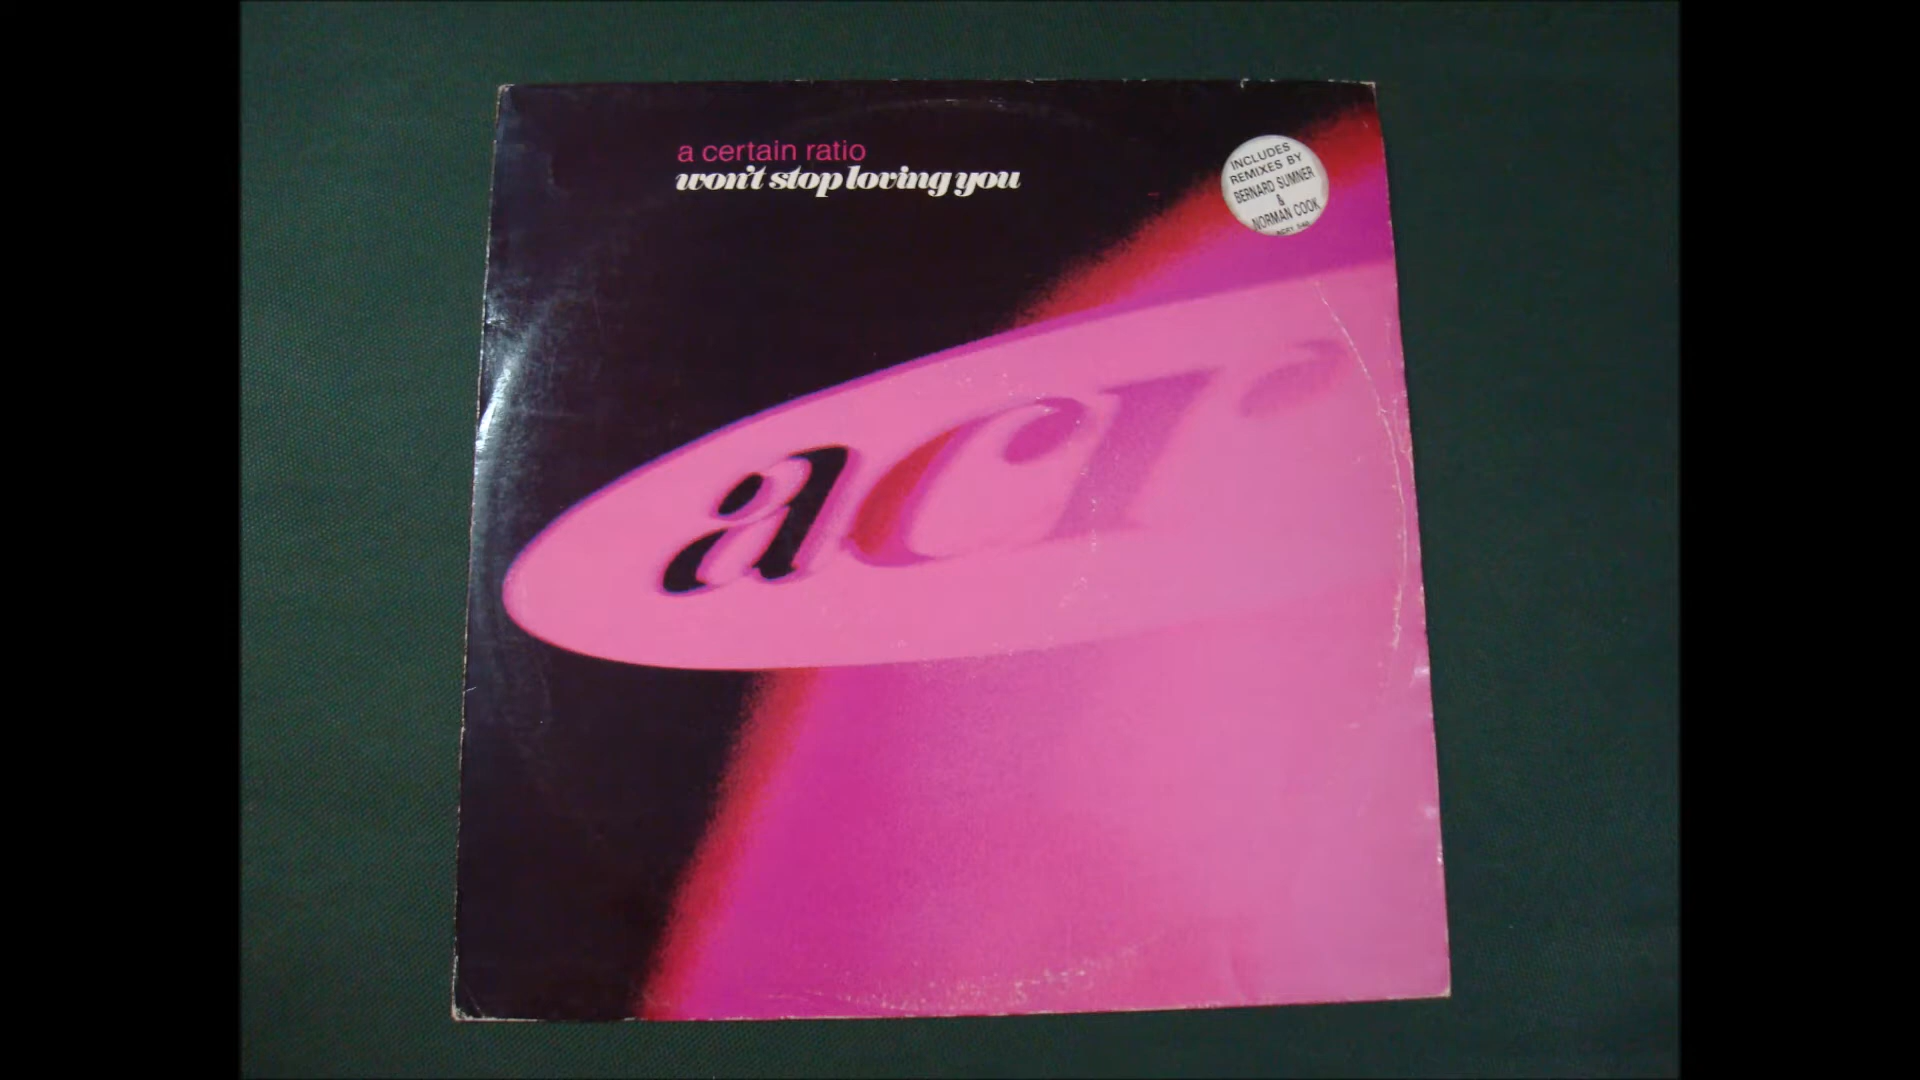 a certain ratio
won't stop loving you
INCLUDES
REMIXES BY
BERNARD SUMNER
&
NORMAN COOK
acr